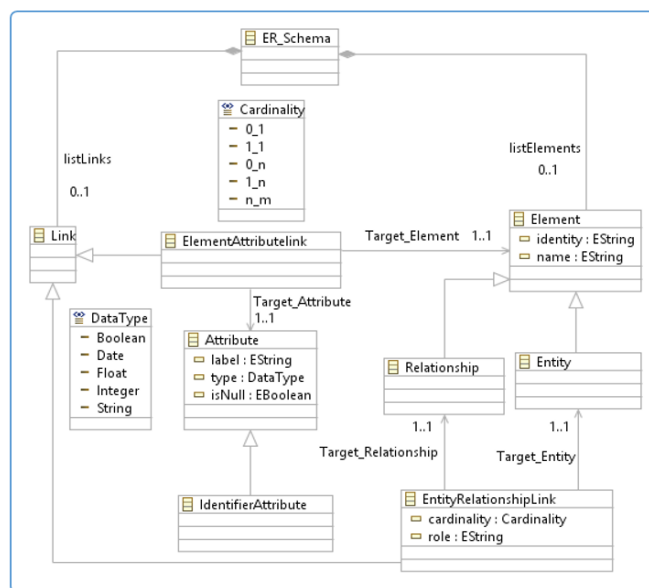 ER_Schema
Cardinality
0_1
1_1
0_n
1_n
n_m
listLinks
0..1
listElements
0..1
Link
ElementAttributelink
Target_Element 1..1
Element
identity : EString
name : EString
Target_Attribute
1..1
DataType
Boolean
Date
Float
Integer
String
Attribute
label : EString
type : DataType
isNull : EBoolean
Relationship
Entity
1..1
1..1
Target_Relationship
Target_Entity
IdentifierAttribute
EntityRelationshipLink
cardinality : Cardinality
role : EString